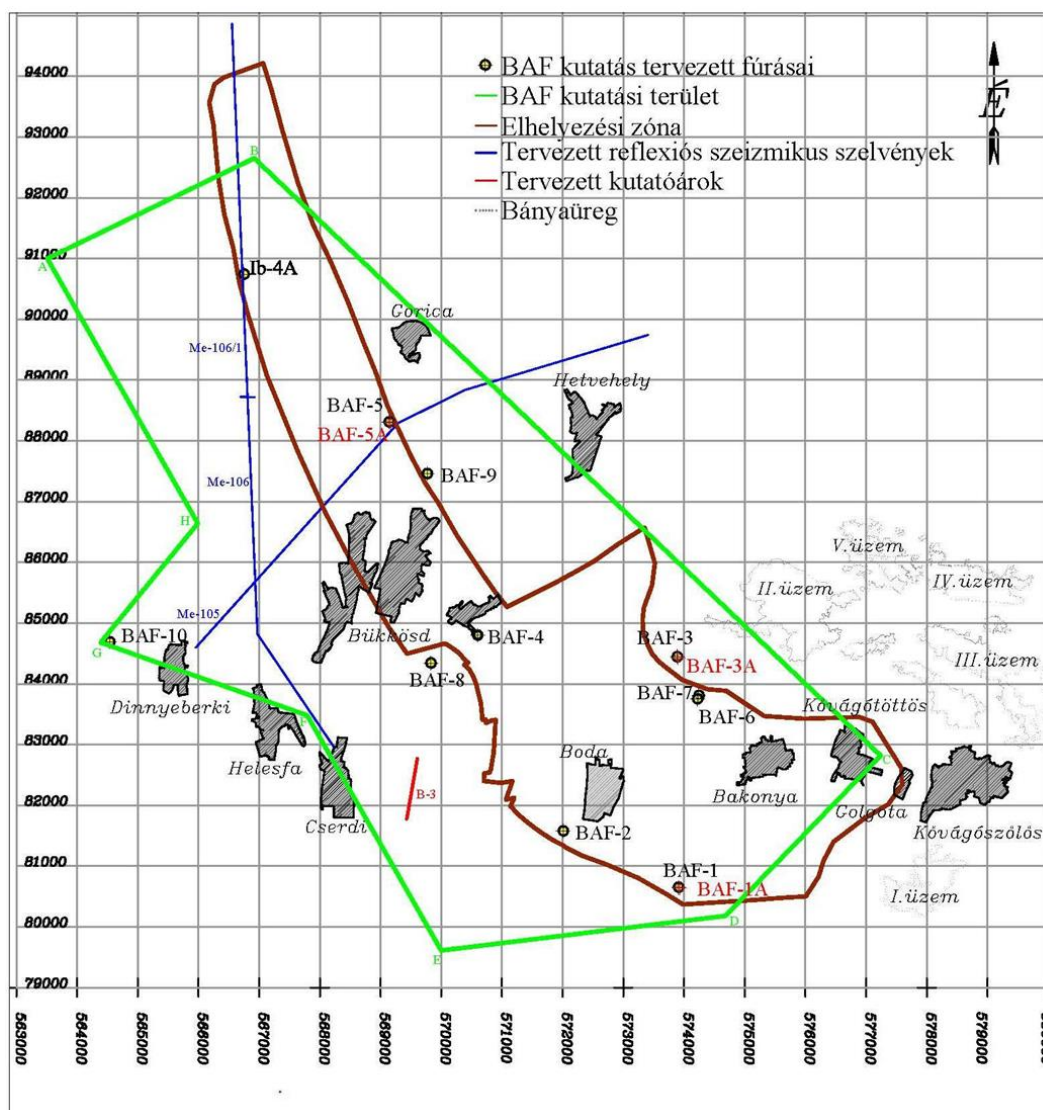 BAF kutatás tervezett fúrásai
BAF kutatási terület
Elhelyezési zóna
Tervezett reflexiós szeizmikus szelvények
Tervezett kutatóárok
Bányaüreg
É
94000
93000
92000
91000
90000
89000
88000
87000
86000
85000
84000
83000
82000
81000
80000
79000
B
A
Ib-4A
Gorica
Me-106/1
Hetvehely
BAF-5
BAF-5A
BAF-9
Me-106
H
V.üzem
II.üzem
IV.üzem
Me-105
Bükkösd
BAF-10
G
BAF-4
BAF-3
BAF-3A
III.üzem
BAF-8
Dinnyeberki
BAF-7
BAF-6
Kővágótöttös
F
C
Helesfa
Boda
B-3
Bakonya
Golgota
Cserdi
Kővágószőlős
BAF-2
BAF-1
BAF-1A
I.üzem
D
E
563000
564000
565000
566000
567000
568000
569000
570000
571000
572000
573000
574000
575000
576000
577000
578000
579000